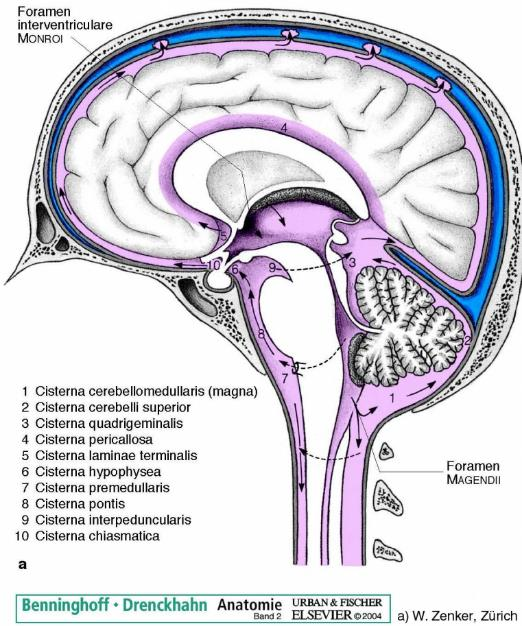 Foramen
interventriculare
MONROI
4
5
10
6
9
3
8
2
7
1
1 Cisterna cerebellomedullaris (magna)
2 Cisterna cerebelli superior
3 Cisterna quadrigeminalis
4 Cisterna pericallosa
5 Cisterna laminae terminalis
6 Cisterna hypophysea
7 Cisterna premedullaris
8 Cisterna pontis
9 Cisterna interpeduncularis
10 Cisterna chiasmatica
Foramen
MAGENDII
a
Benninghoff • Drenckhahn Anatomie Band 2
URBAN & FISCHER
ELSEVIER © 2004
a) W. Zenker, Zürich